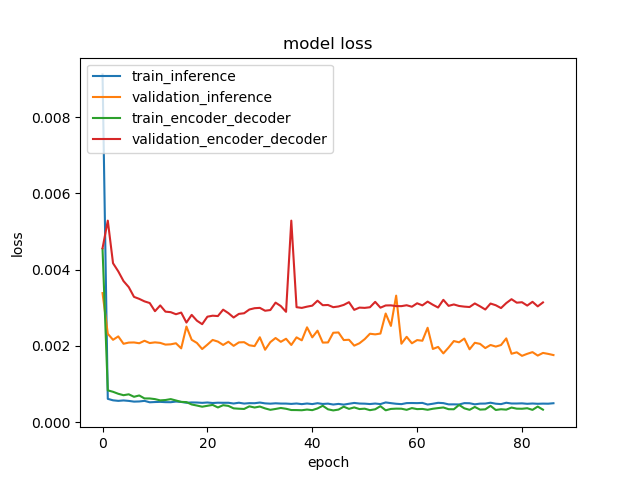 model loss
train_inference
validation_inference
train_encoder_decoder
validation_encoder_decoder
loss
0.008
0.006
0.004
0.002
0.000
0 20 40 60 80
epoch